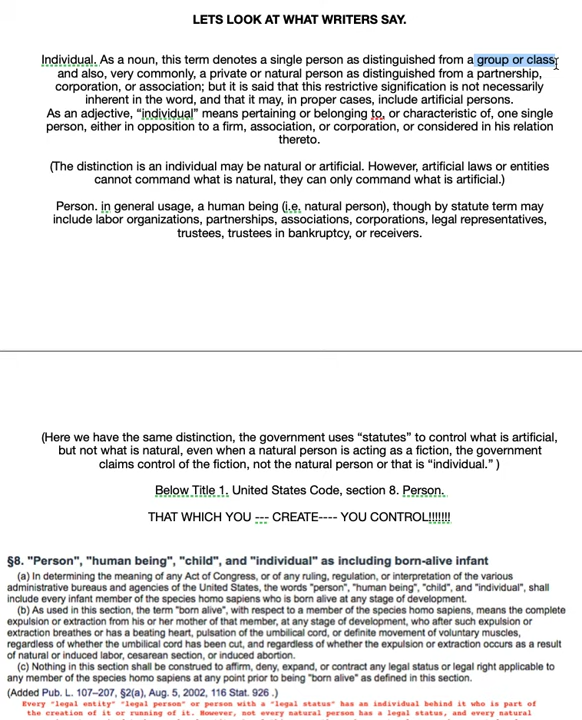 LETS LOOK AT WHAT WRITERS SAY.
Individual. As a noun, this term denotes a single person as distinguished from a group or class,
and also, very commonly, a private or natural person as distinguished from a partnership,
corporation, or association; but it is said that this restrictive signification is not necessarily
inherent in the word, and that it may, in proper cases, include artificial persons.
As an adjective, “individual” means pertaining or belonging to, or characteristic of, one single
person, either in opposition to a firm, association, or corporation, or considered in his relation
thereto.
(The distinction is an individual may be natural or artificial. However, artificial laws or entities
cannot command what is natural, they can only command what is artificial.)
Person. in general usage, a human being (i.e. natural person), though by statute term may
include labor organizations, partnerships, associations, corporations, legal representatives,
trustees, trustees in bankruptcy, or receivers.
(Here we have the same distinction, the government uses “statutes” to control what is artificial,
but not what is natural, even when a natural person is acting as a fiction, the government
claims control of the fiction, not the natural person or that is “individual.” )
Below Title 1. United States Code, section 8. Person.
THAT WHICH YOU --- CREATE---- YOU CONTROL!!!!!!!
§8. "Person", "human being", "child", and "individual" as including born-alive infant
(a) In determining the meaning of any Act of Congress, or of any ruling, regulation, or interpretation of the various
administrative bureaus and agencies of the United States, the words "person", "human being", "child", and "individual", shall
include every infant member of the species homo sapiens who is born alive at any stage of development.
(b) As used in this section, the term "born alive", with respect to a member of the species homo sapiens, means the complete
expulsion or extraction from his or her mother of that member, at any stage of development, who after such expulsion or
extraction breathes or has a beating heart, pulsation of the umbilical cord, or definite movement of voluntary muscles,
regardless of whether the umbilical cord has been cut, and regardless of whether the expulsion or extraction occurs as a result
of natural or induced labor, cesarean section, or induced abortion.
(c) Nothing in this section shall be construed to affirm, deny, expand, or contract any legal status or legal right applicable to
any member of the species homo sapiens at any point prior to being "born alive" as defined in this section.
(Added Pub. L. 107–207, §2(a), Aug. 5, 2002, 116 Stat. 926 .)
Every "legal entity" "legal person" or person with a "legal status" has an individual behind it who is part of
the creation of it or running of it. However, not every natural person has a legal status, and every natural